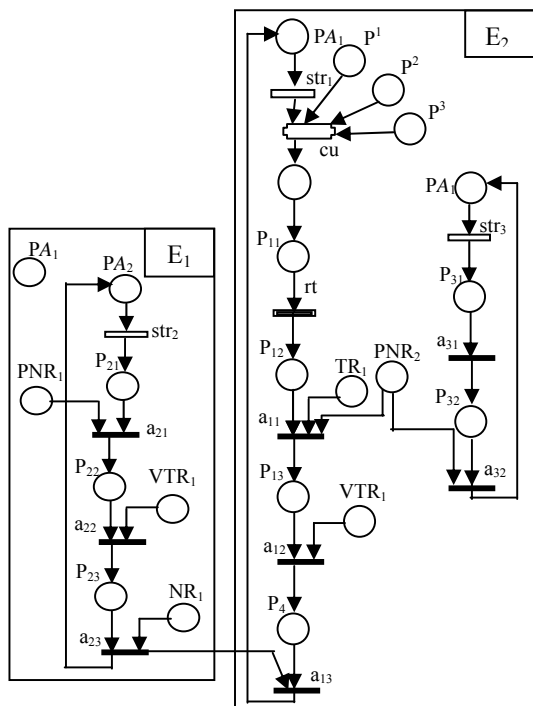 PA₁ P¹ E₂
str₁ P²
P³
cu
PA₁
P₁₁ str₃
rt P₃₁
a₃₁
P₁₂ TR₁ PNR₂
P₃₂
a₁₁
a₃₂
P₁₃
VTR₁
a₁₂
P₄
a₁₃
PA₁ E₁
PA₂
str₂
PNR₁ P₂₁
a₂₁
P₂₂ VTR₁
a₂₂
P₂₃
NR₁
a₂₃